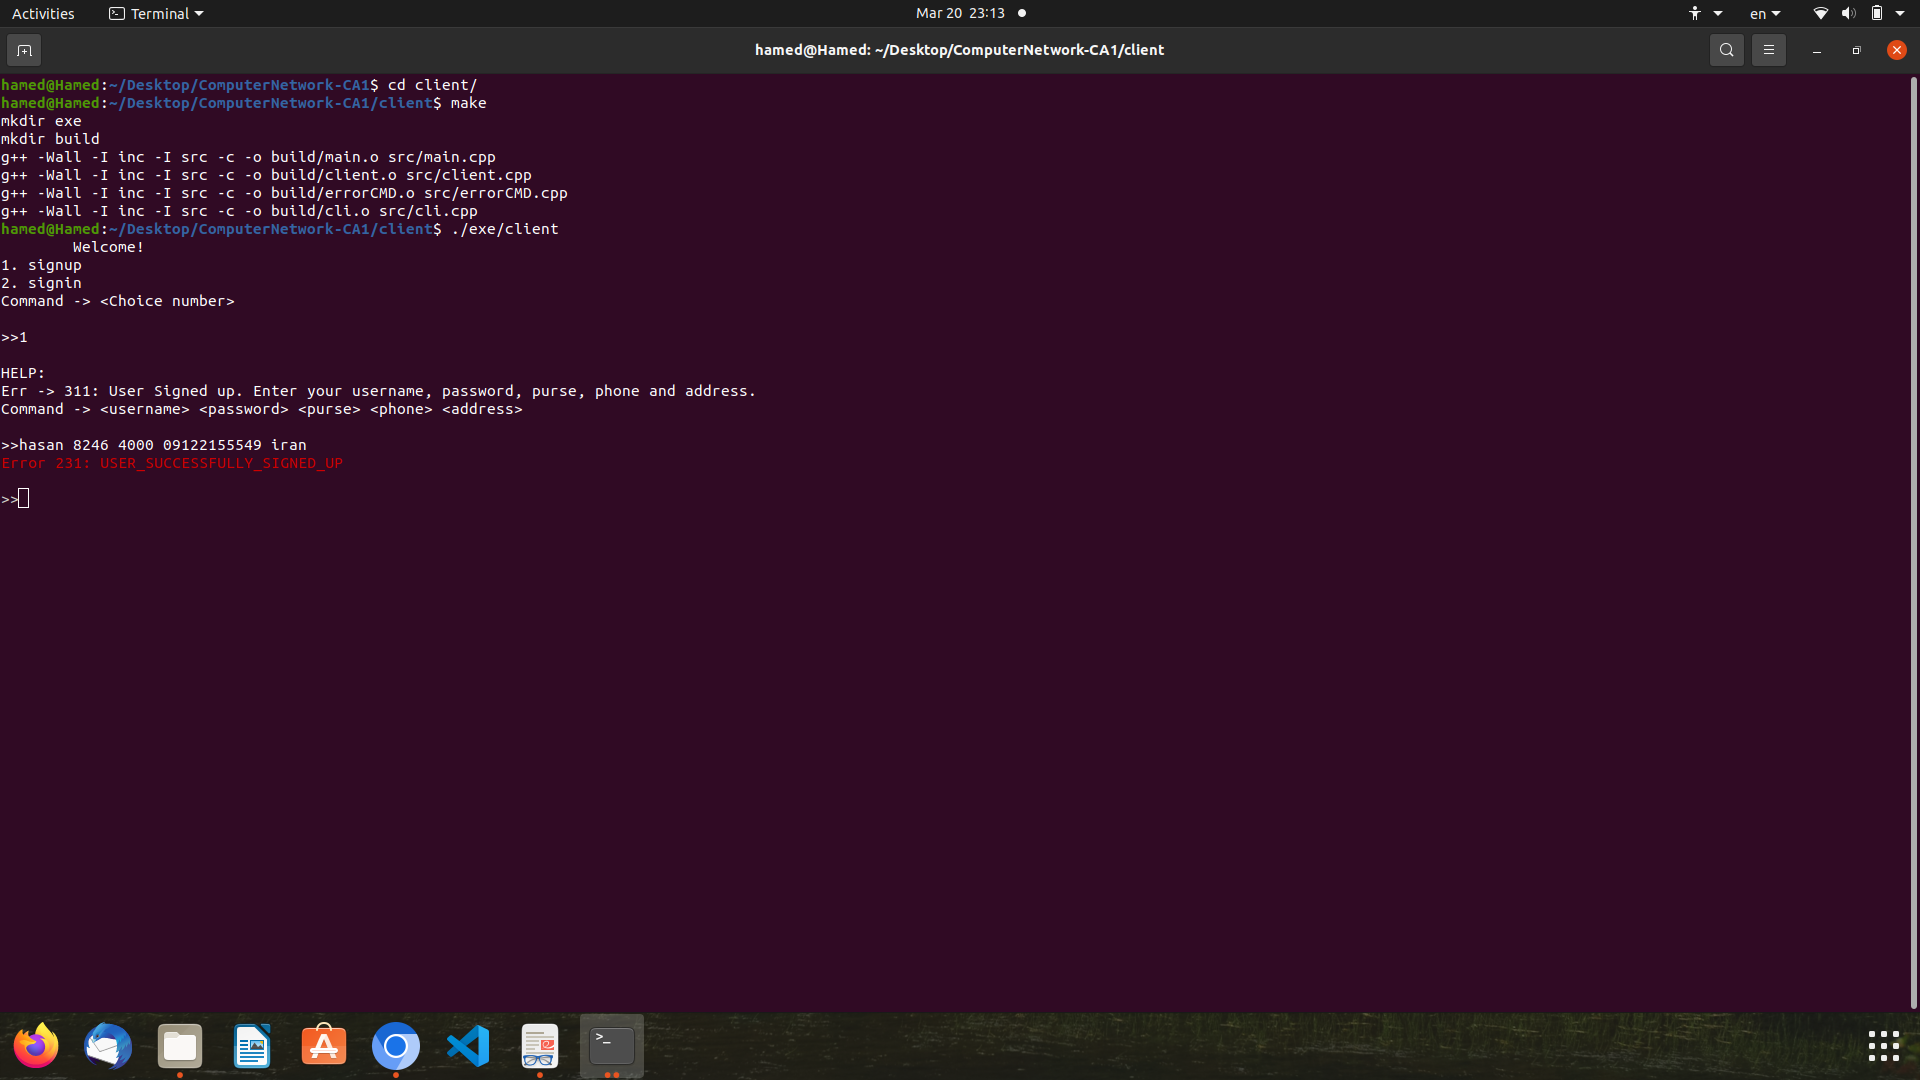 Activities
Terminal
Mar 20 23:13
en
hamed@Hamed: ~/Desktop/ComputerNetwork-CA1/client
hamed@Hamed:~/Desktop/ComputerNetwork-CA1$ cd client/
hamed@Hamed:~/Desktop/ComputerNetwork-CA1/client$ make
mkdir exe
mkdir build
g++ -Wall -I inc -I src -c -o build/main.o src/main.cpp
g++ -Wall -I inc -I src -c -o build/client.o src/client.cpp
g++ -Wall -I inc -I src -c -o build/errorCMD.o src/errorCMD.cpp
g++ -Wall -I inc -I src -c -o build/cli.o src/cli.cpp
hamed@Hamed:~/Desktop/ComputerNetwork-CA1/client$ ./exe/client
        Welcome!
1. signup
2. signin
Command -> <Choice number>
>>1
HELP:
Err -> 311: User Signed up. Enter your username, password, purse, phone and address.
Command -> <username> <password> <purse> <phone> <address>
>>hasan 8246 4000 09122155549 iran
Error 231: USER_SUCCESSFULLY_SIGNED_UP
>>